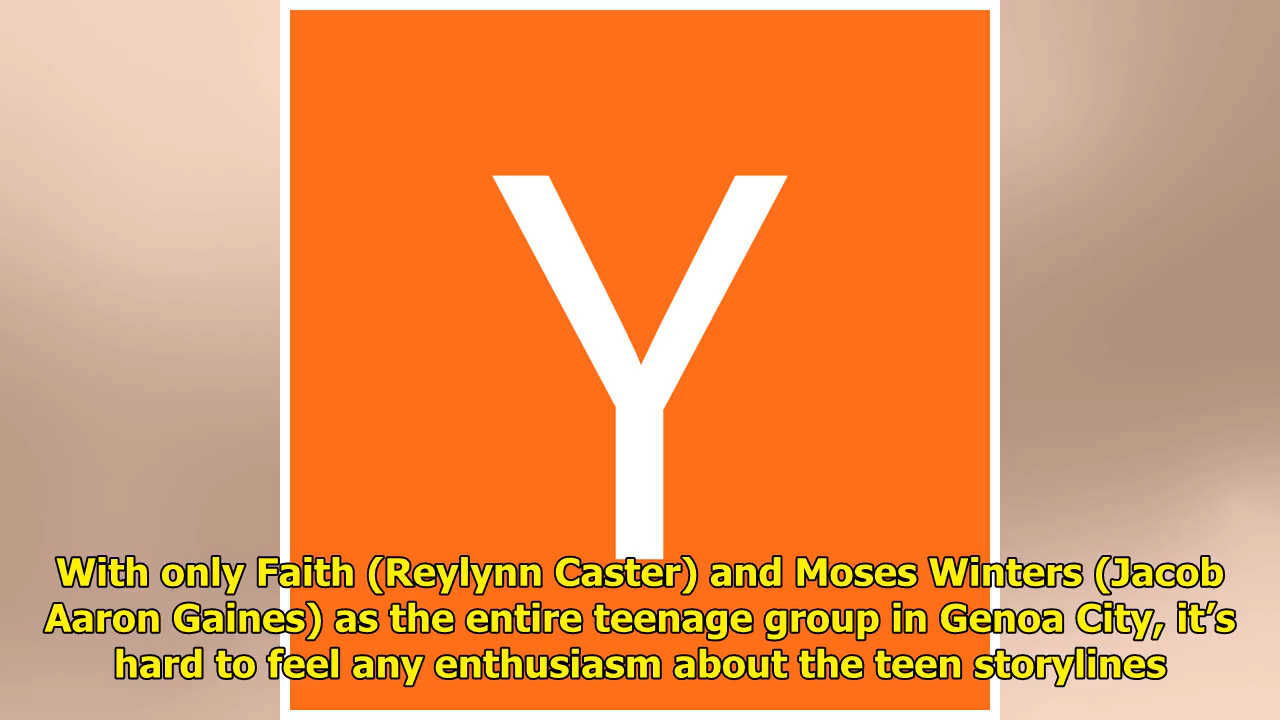 Y
With only Faith (Reylynn Caster) and Moses Winters (Jacob
Aaron Gaines) as the entire teenage group in Genoa City, it’s
hard to feel any enthusiasm about the teen storylines